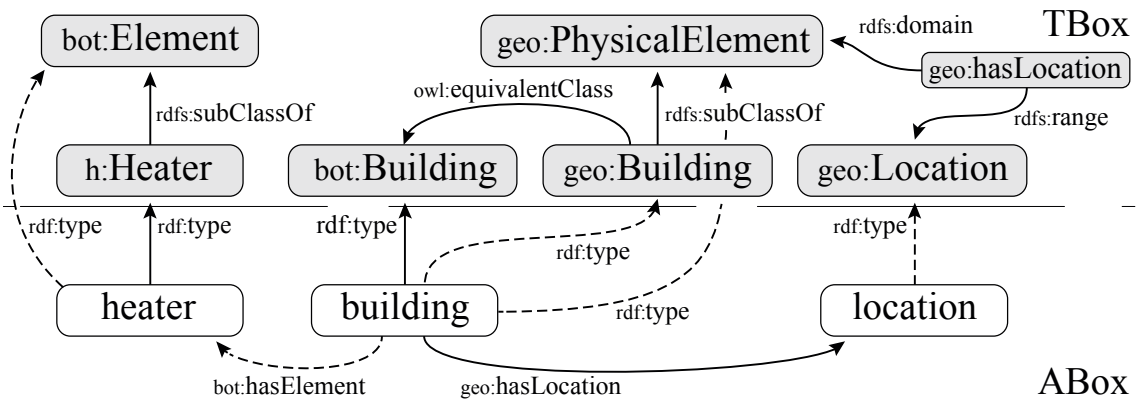 TBox
bot:Element
geo:PhysicalElement
rdfs:domain
geo:hasLocation
owl:equivalentClass
rdfs:subClassOf
rdfs:subClassOf
rdfs:range
h:Heater
bot:Building
geo:Building
geo:Location
rdf:type
rdf:type
rdf:type
rdf:type
rdf:type
heater
building
rdf:type
location
bot:hasElement
geo:hasLocation
ABox